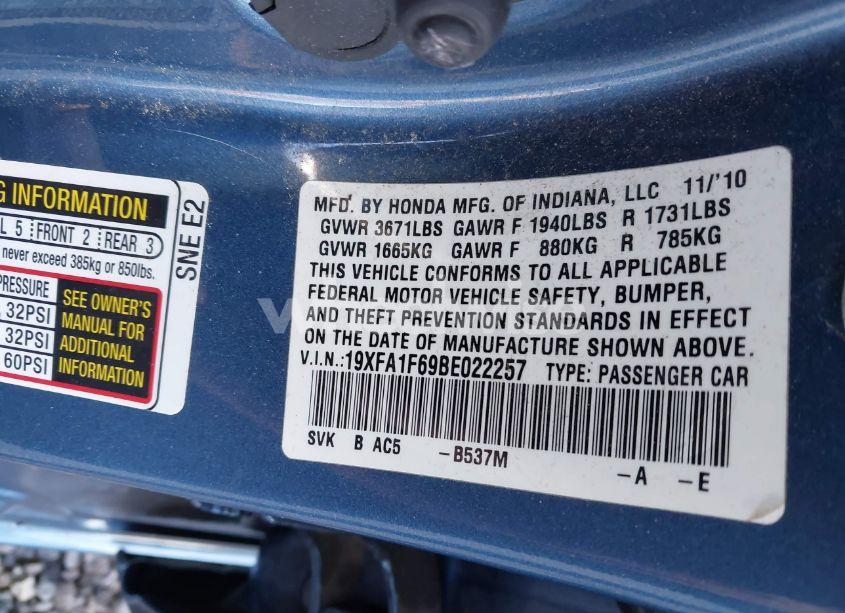 G INFORMATION
L 5 FRONT 2 REAR 3
never exceed 385kg or 850lbs.
PRESSURE
32PSI
32PSI
60PSI
SEE OWNER'S
MANUAL FOR
ADDITIONAL
INFORMATION
SNE E2
MFD. BY HONDA MFG. OF INDIANA, LLC 11/'10
GVWR 3671LBS GAWR F 1940LBS R 1731LBS
GVWR 1665KG GAWR F 880KG R 785KG
THIS VEHICLE CONFORMS TO ALL APPLICABLE
FEDERAL MOTOR VEHICLE SAFETY, BUMPER,
AND THEFT PREVENTION STANDARDS IN EFFECT
ON THE DATE OF MANUFACTURE SHOWN ABOVE.
V.I.N.:19XFA1F69BE022257 TYPE: PASSENGER CAR
SVK B AC5 -B537M
-A -E